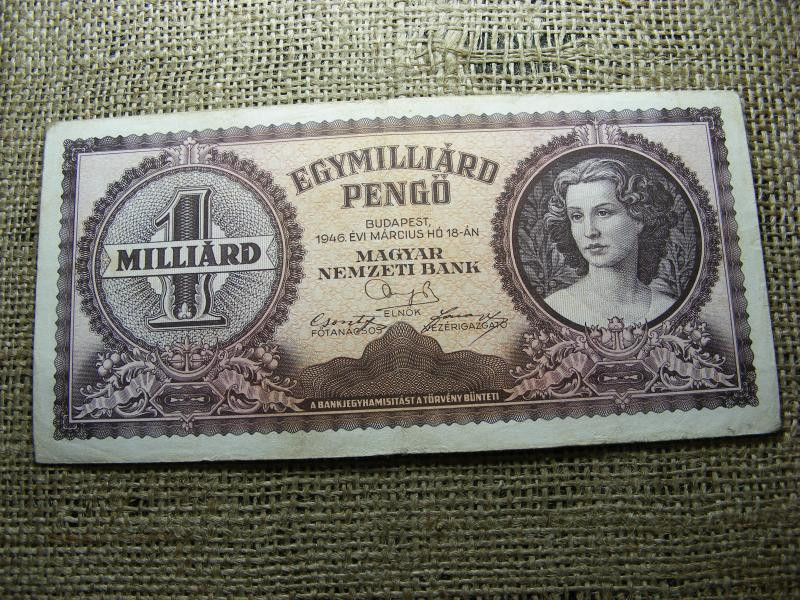 1
MILLIÁRD
EGYMILLIÁRD
PENGŐ
BUDAPEST,
1946. ÉVI MÁRCIUS HÓ 18-ÁN
MAGYAR
NEMZETI BANK
ELNÖK
FŐTANÁCSOS VEZÉRIGAZGATÓ
A BANKJEGYHAMISITÁST A TÖRVÉNY BÜNTETI